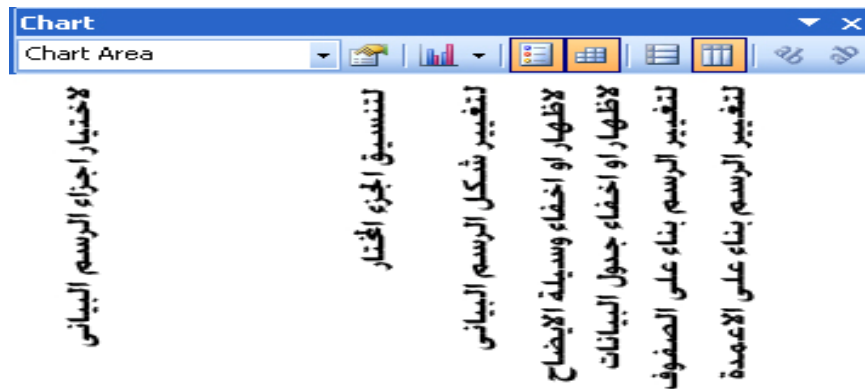 Chart
Chart Area
لاختيار اجزاء الرسم البيانى
لتنسيق الجزء المختار
لتغيير شكل الرسم البيانى
لاظهار او اخفاء وسيلة الايضاح
لاظهار او اخفاء جدول البيانات
لتغيير الرسم بناء على الصفوف
لتغيير الرسم بناء على الاعمدة